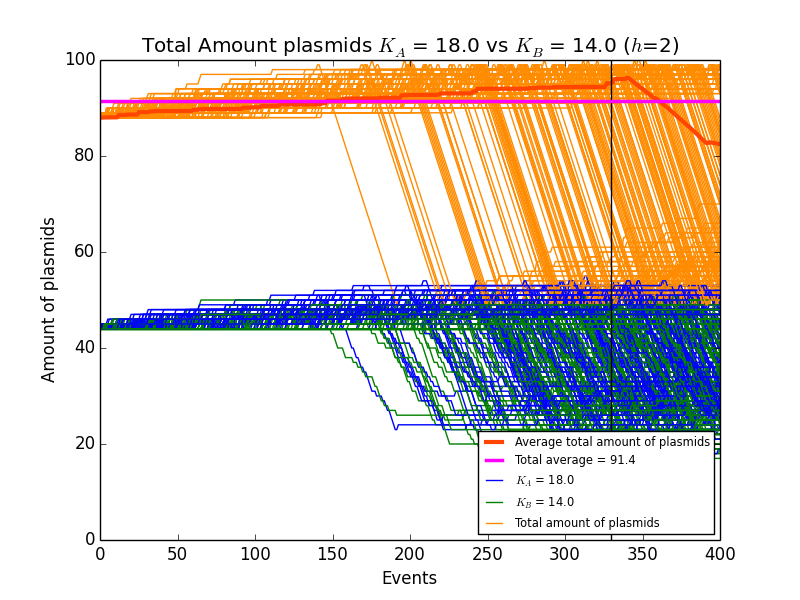 Total Amount plasmids K_A = 18.0 vs K_B = 14.0 (h=2)
100
80
60
40
20
0
Amount of plasmids
Average total amount of plasmids
Total average = 91.4
K_A = 18.0
K_B = 14.0
Total amount of plasmids
0 50 100 150 200 250 300 350 400
Events